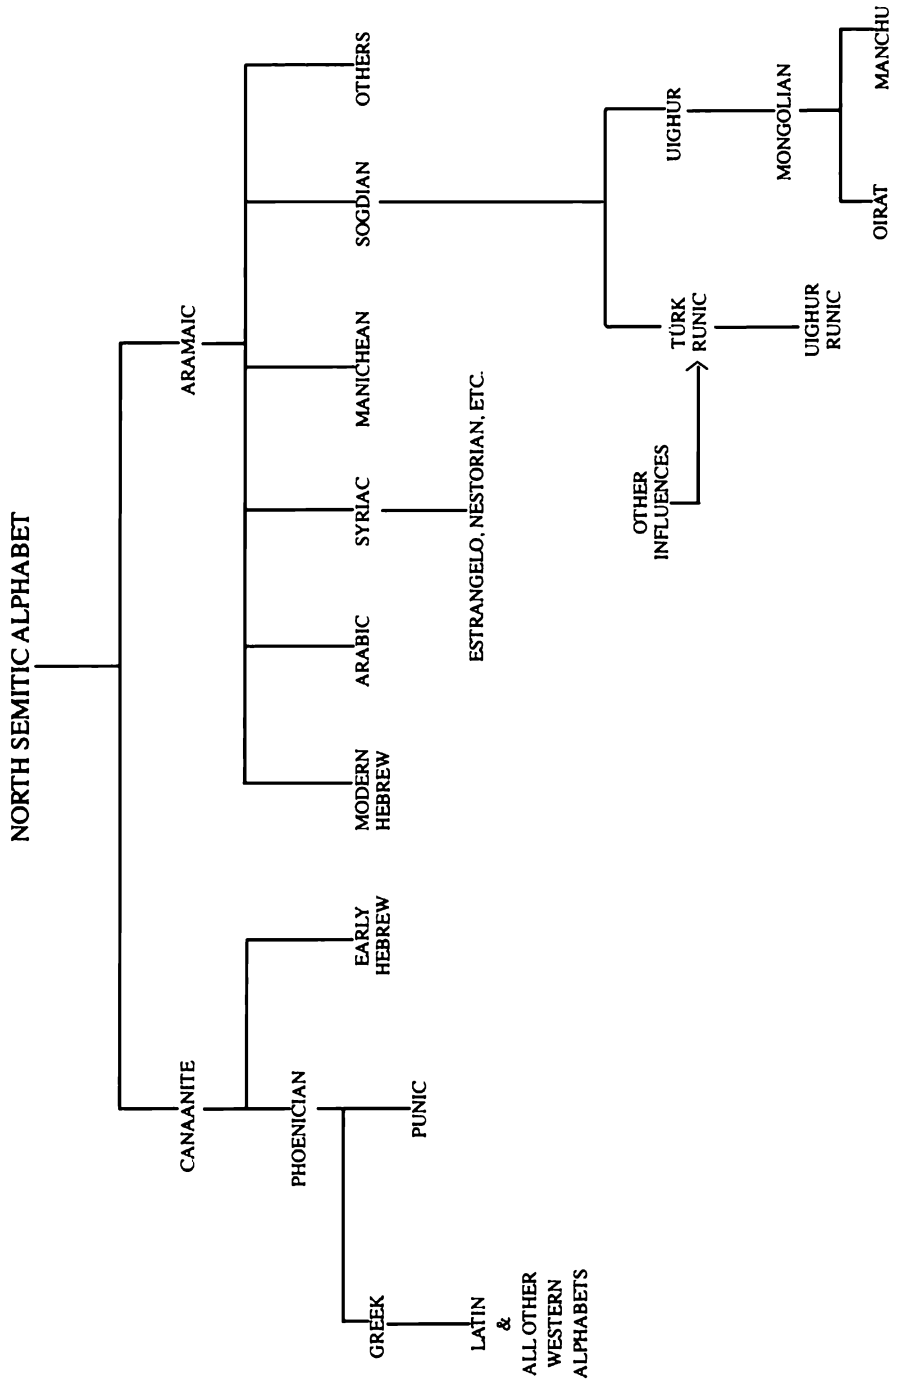 NORTH SEMITIC ALPHABET
CANAANITE
ARAMAIC
PHOENICIAN
EARLY
HEBREW
MODERN
HEBREW
ARABIC
SYRIAC
MANICHEAN
SOGDIAN
OTHERS
GREEK
PUNIC
LATIN
&
ALL OTHER
WESTERN
ALPHABETS
ESTRANGELO, NESTORIAN, ETC.
OTHER
INFLUENCES
TÜRK
RUNIC
UIGHUR
UIGHUR
RUNIC
MONGOLIAN
OIRAT
MANCHU